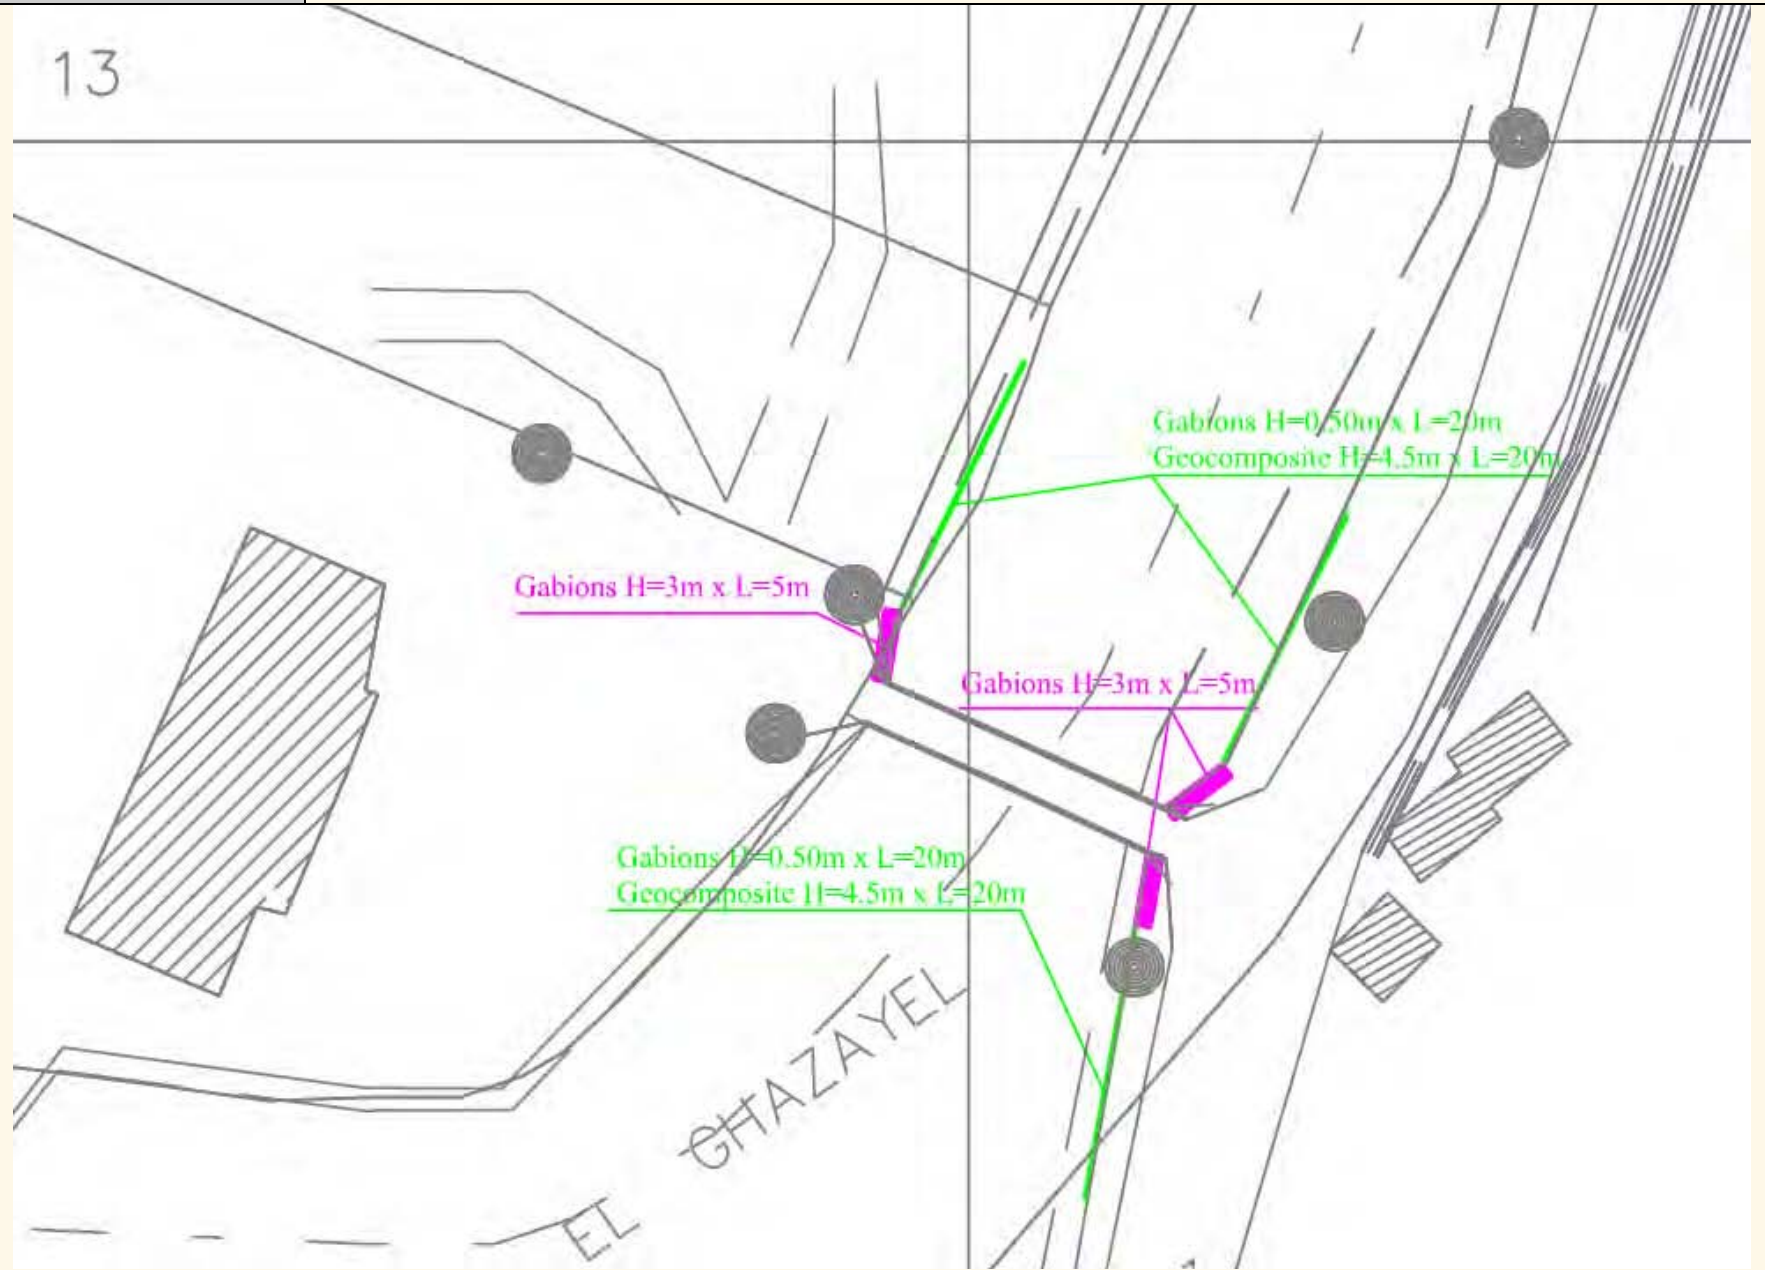 13
Gabions H=0.50m x L=20m
Geocomposite H=4.5m x L=20m
Gabions H=3m x L=5m
Gabions H=3m x L=5m
Gabions H=0.50m x L=20m
Geocomposite H=4.5m x L=20m
EL GHAZAYEL